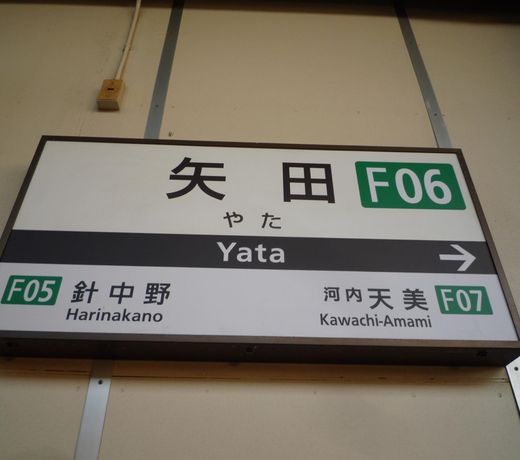 矢田 F06
やた
Yata →
F05 針中野 河内天美 F07
Harinakano Kawachi-Amami